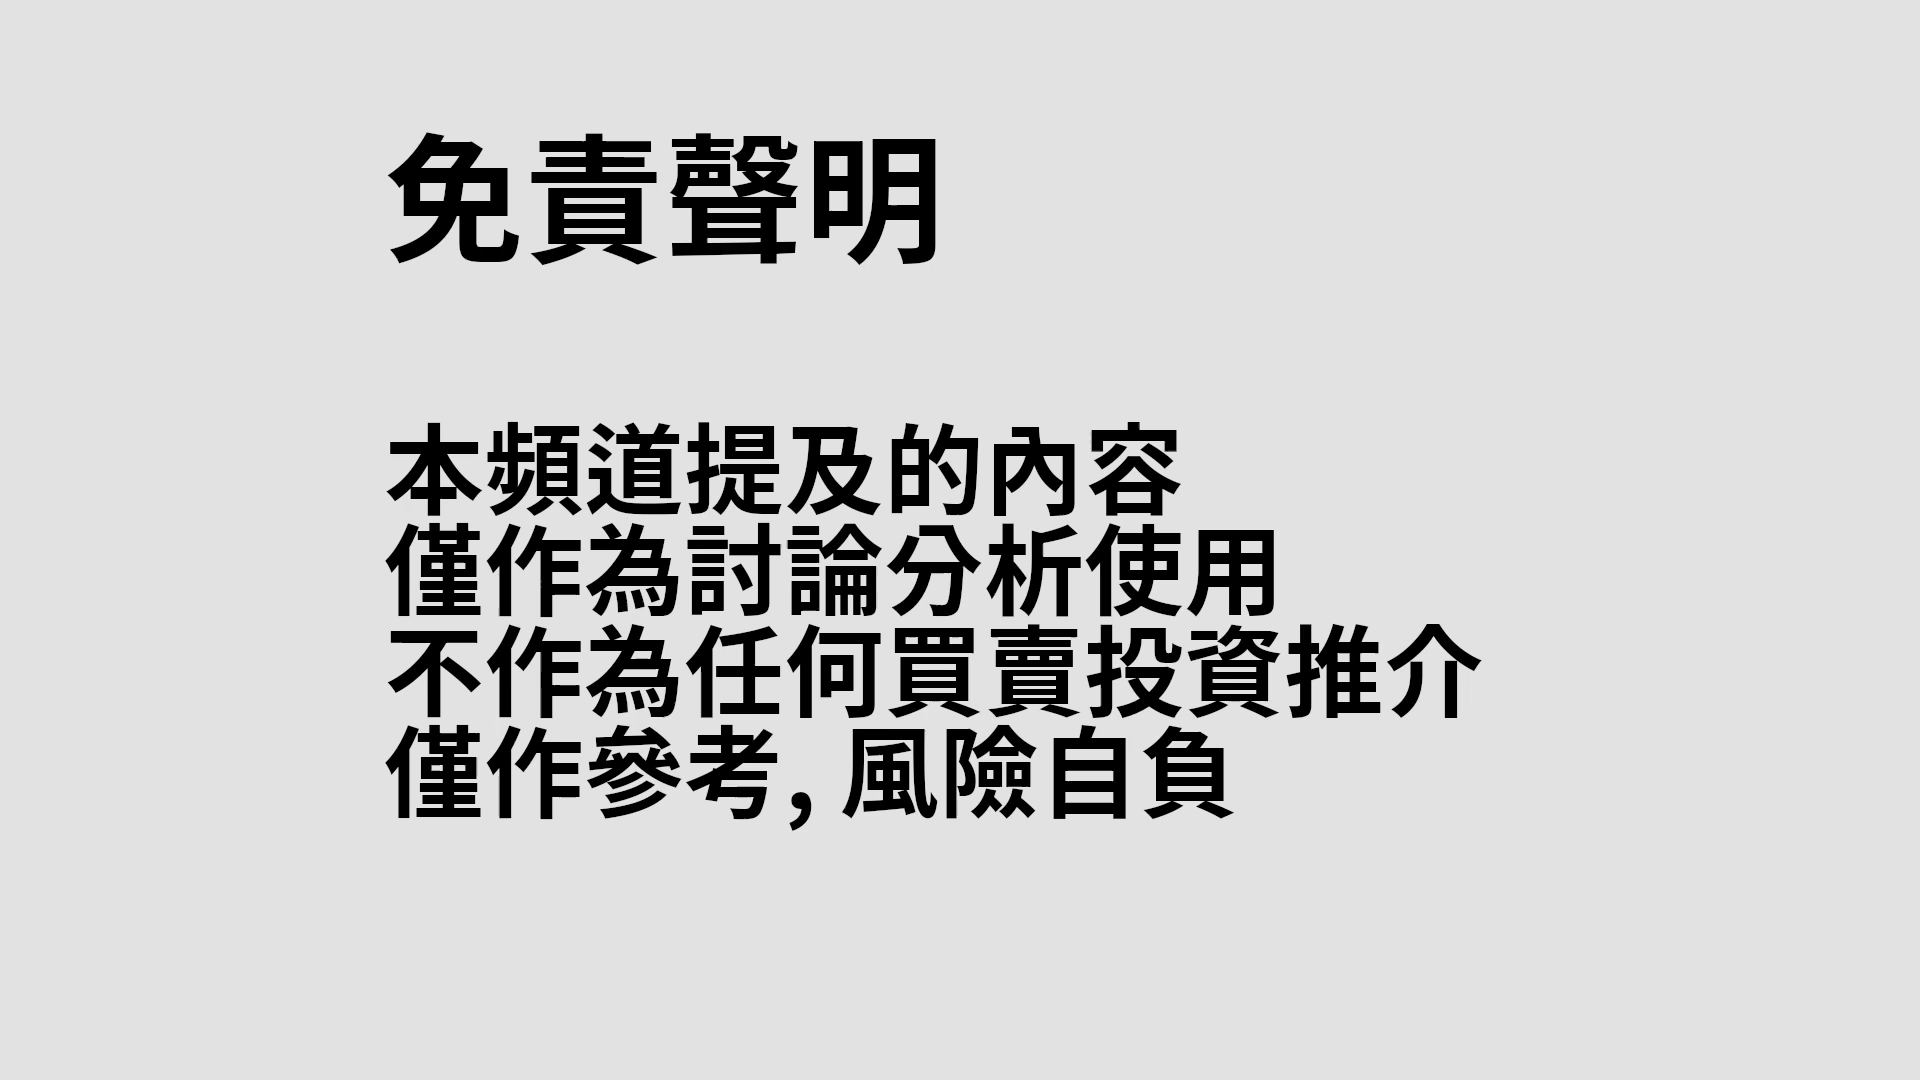 免責聲明
本頻道提及的內容
僅作為討論分析使用
不作為任何買賣投資推介
僅作參考，風險自負